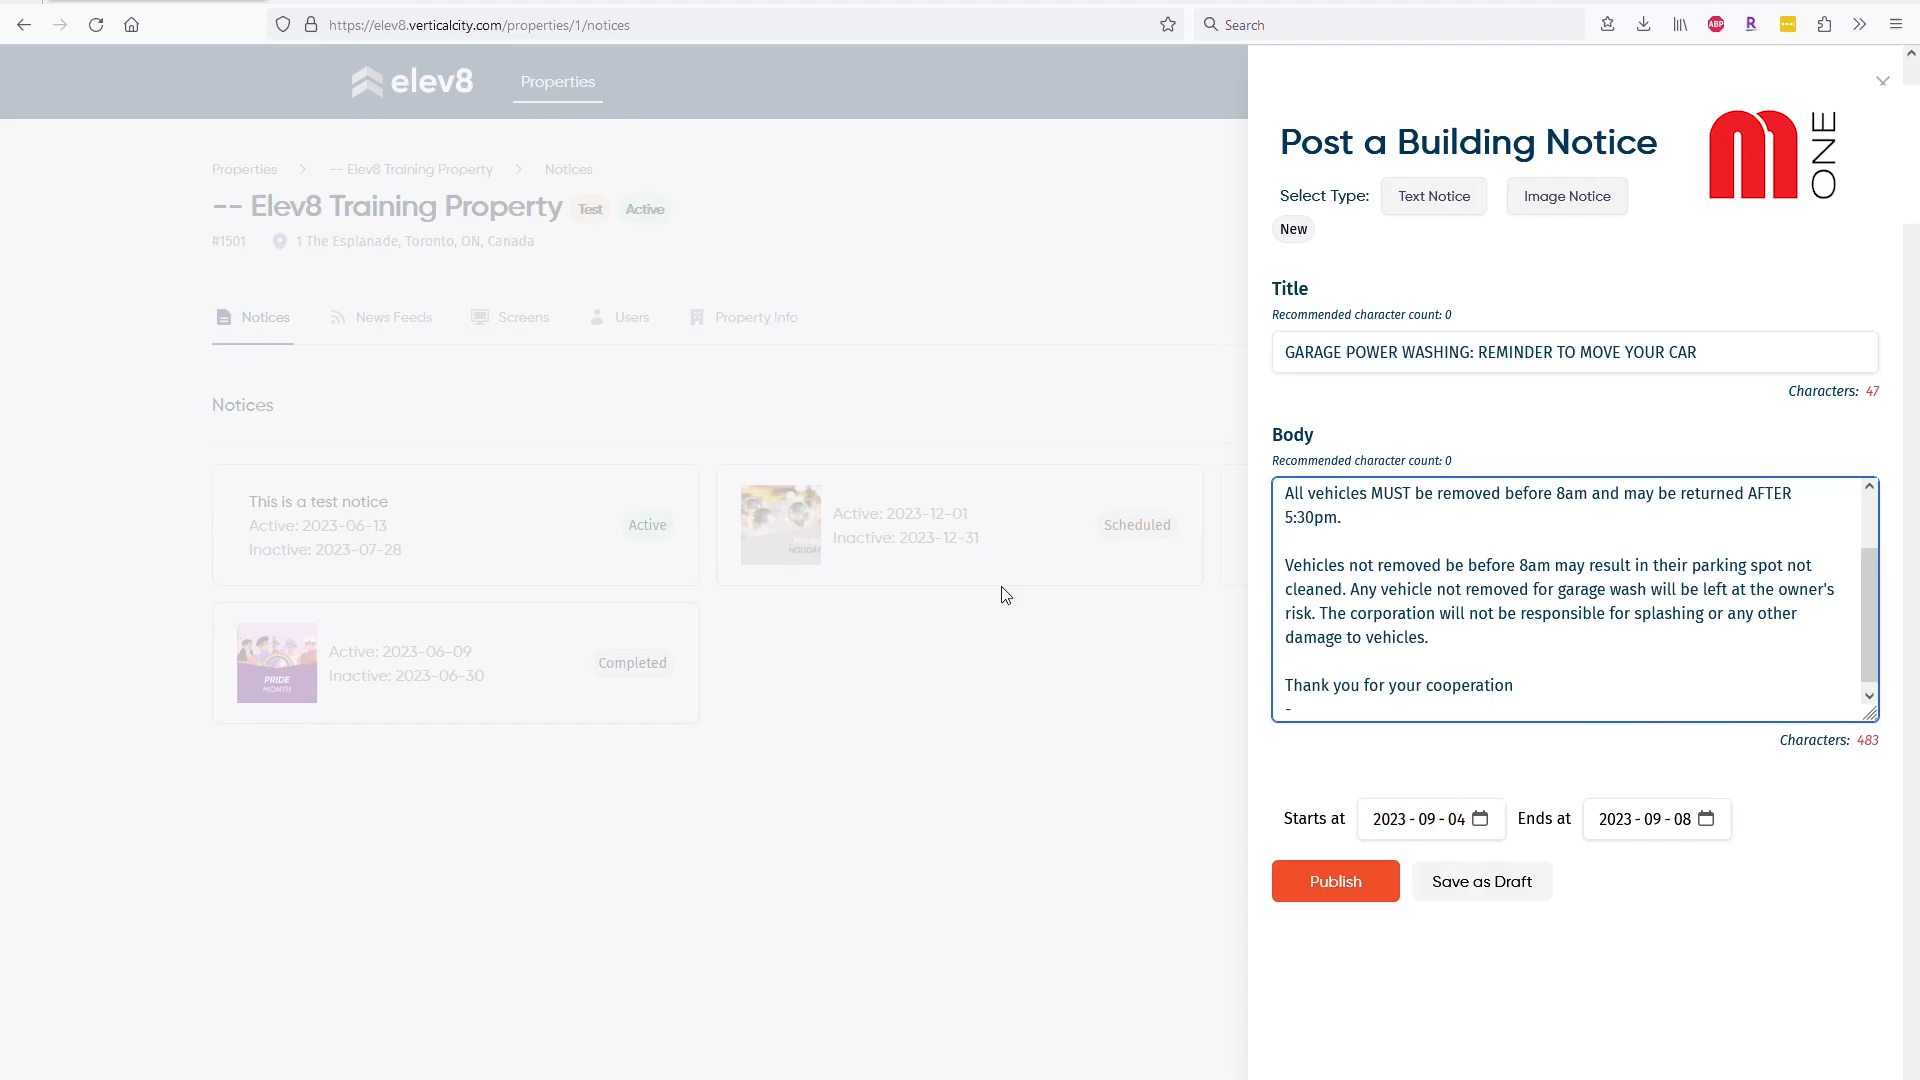 https://elev8.verticalcity.com/properties/1/notices
Search
ABP
R
elev8
Properties
Properties > -- Elev8 Training Property > Notices
-- Elev8 Training Property Test Active
#1501 1 The Esplanade, Toronto, ON, Canada
Notices News Feeds Screens Users Property Info
Notices
This is a test notice
Active: 2023-06-13
Inactive: 2023-07-28
Active
HOLIDAY
Active: 2023-12-01
Inactive: 2023-12-31
Scheduled
PRIDE
MONTH
Active: 2023-06-09
Inactive: 2023-06-30
Completed
Post a Building Notice
m ONE
Select Type: Text Notice Image Notice
New
Title
Recommended character count: 0
GARAGE POWER WASHING: REMINDER TO MOVE YOUR CAR
Characters: 47
Body
Recommended character count: 0
All vehicles MUST be removed before 8am and may be returned AFTER
5:30pm.
Vehicles not removed be before 8am may result in their parking spot not
cleaned. Any vehicle not removed for garage wash will be left at the owner's
risk. The corporation will not be responsible for splashing or any other
damage to vehicles.
Thank you for your cooperation
-
Characters: 483
Starts at 2023-09-04 Ends at 2023-09-08
Publish Save as Draft